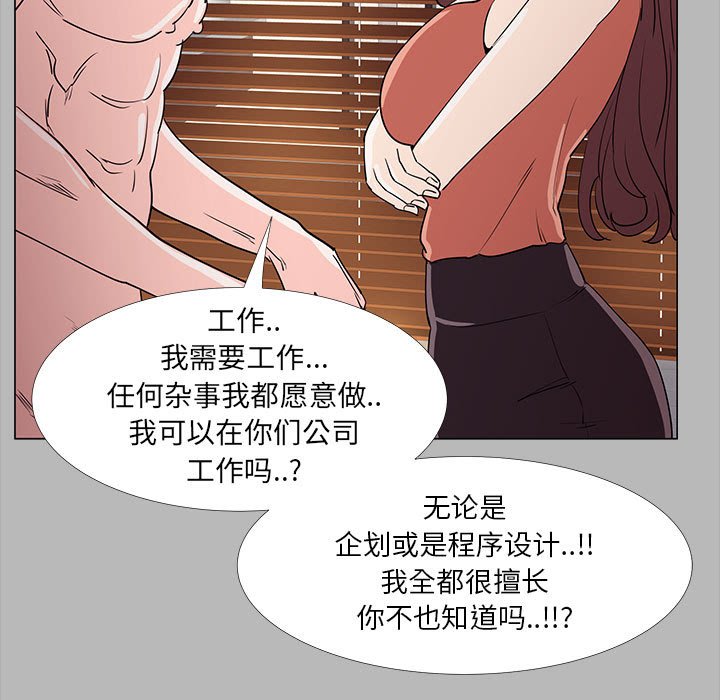 工作..
我需要工作...
任何杂事我都愿意做..
我可以在你们公司
工作吗..?
无论是
企划或是程序设计..!!
我全都很擅长
你不也知道吗..!!?